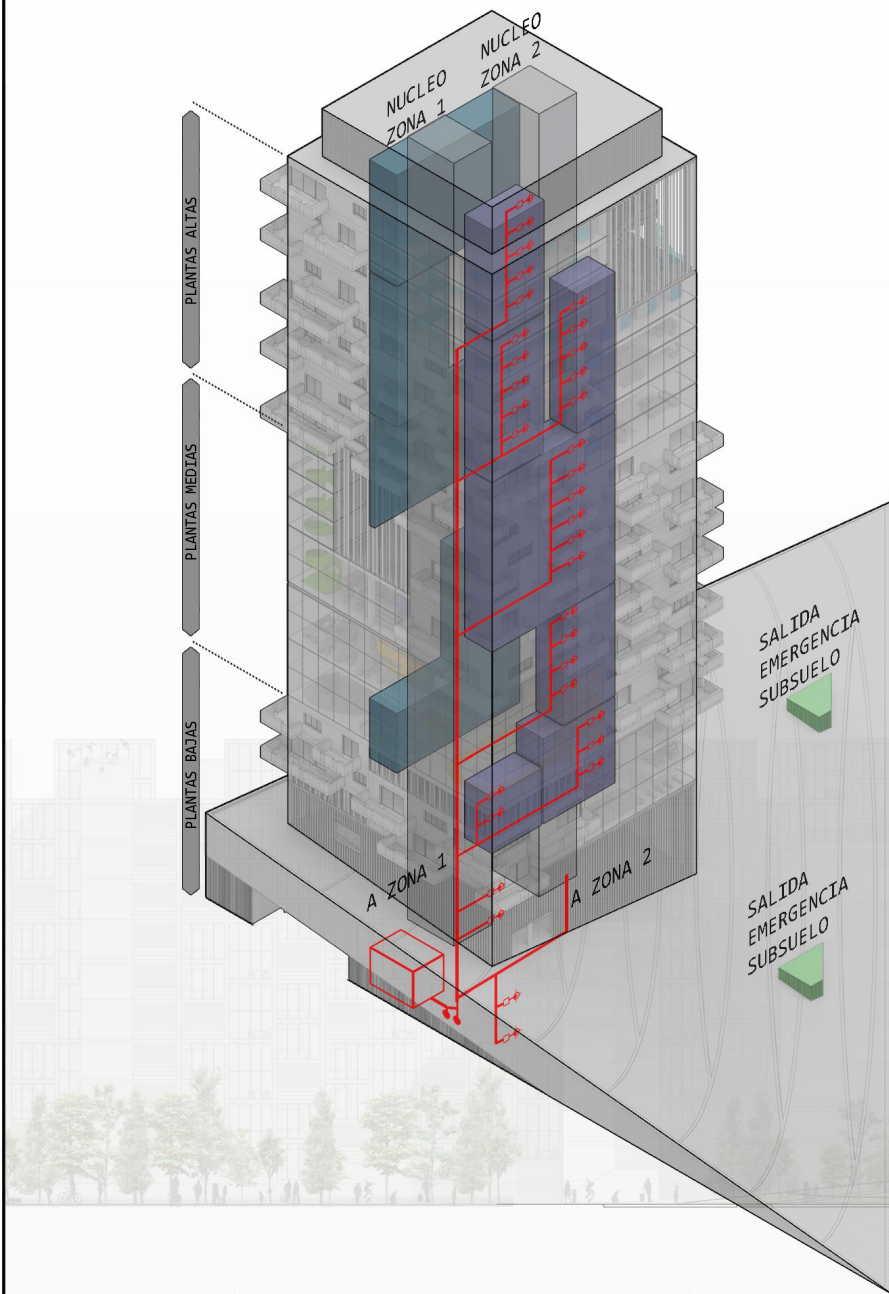 NUCLEO
ZONA 2
NUCLEO
ZONA 1
PLANTAS ALTAS
PLANTAS MEDIAS
PLANTAS BAJAS
SALIDA
EMERGENCIA
SUBSUELO
A ZONA 1
A ZONA 2
SALIDA
EMERGENCIA
SUBSUELO